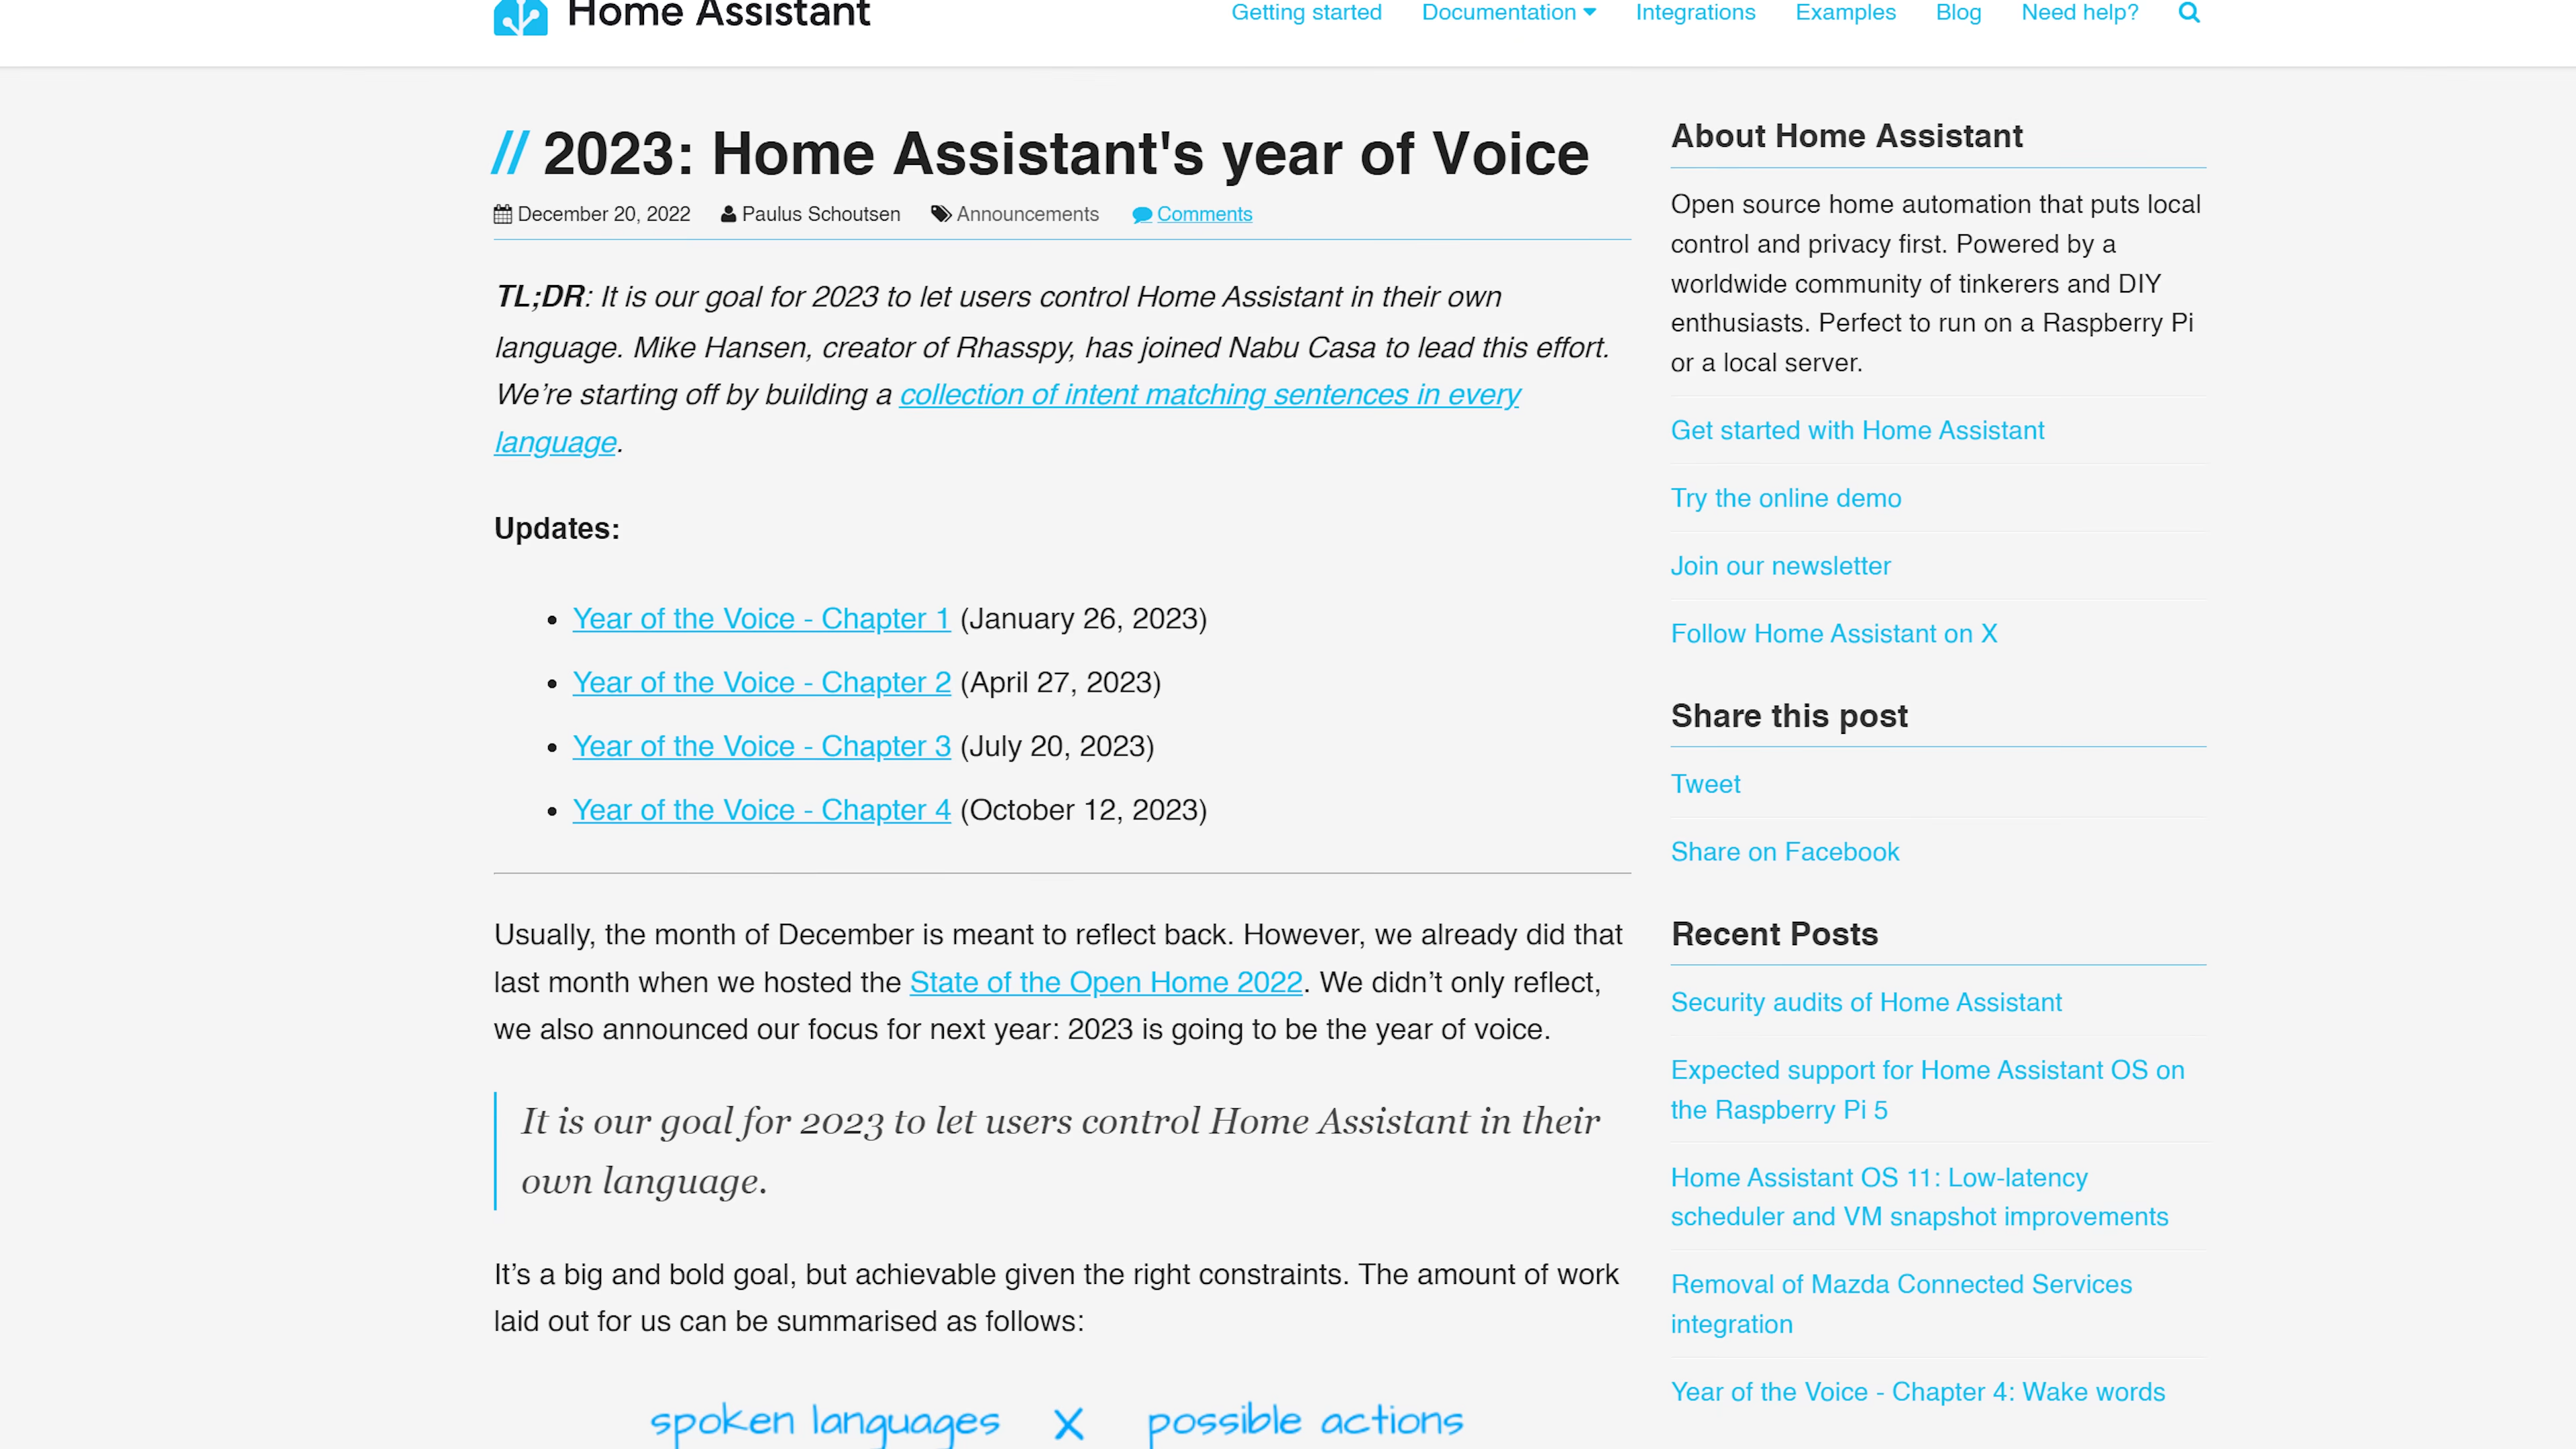 Home Assistant
Getting started Documentation Integrations Examples Blog Need help?
// 2023: Home Assistant's year of Voice
December 20, 2022 Paulus Schoutsen Announcements Comments
TL;DR: It is our goal for 2023 to let users control Home Assistant in their own
language. Mike Hansen, creator of Rhasspy, has joined Nabu Casa to lead this effort.
We’re starting off by building a collection of intent matching sentences in every
language.
Updates:
• Year of the Voice - Chapter 1 (January 26, 2023)
• Year of the Voice - Chapter 2 (April 27, 2023)
• Year of the Voice - Chapter 3 (July 20, 2023)
• Year of the Voice - Chapter 4 (October 12, 2023)
Usually, the month of December is meant to reflect back. However, we already did that
last month when we hosted the State of the Open Home 2022. We didn’t only reflect,
we also announced our focus for next year: 2023 is going to be the year of voice.
It is our goal for 2023 to let users control Home Assistant in their
own language.
It’s a big and bold goal, but achievable given the right constraints. The amount of work
laid out for us can be summarised as follows:
spoken languages X possible actions
About Home Assistant
Open source home automation that puts local
control and privacy first. Powered by a
worldwide community of tinkerers and DIY
enthusiasts. Perfect to run on a Raspberry Pi
or a local server.
Get started with Home Assistant
Try the online demo
Join our newsletter
Follow Home Assistant on X
Share this post
Tweet
Share on Facebook
Recent Posts
Security audits of Home Assistant
Expected support for Home Assistant OS on
the Raspberry Pi 5
Home Assistant OS 11: Low-latency
scheduler and VM snapshot improvements
Removal of Mazda Connected Services
integration
Year of the Voice - Chapter 4: Wake words